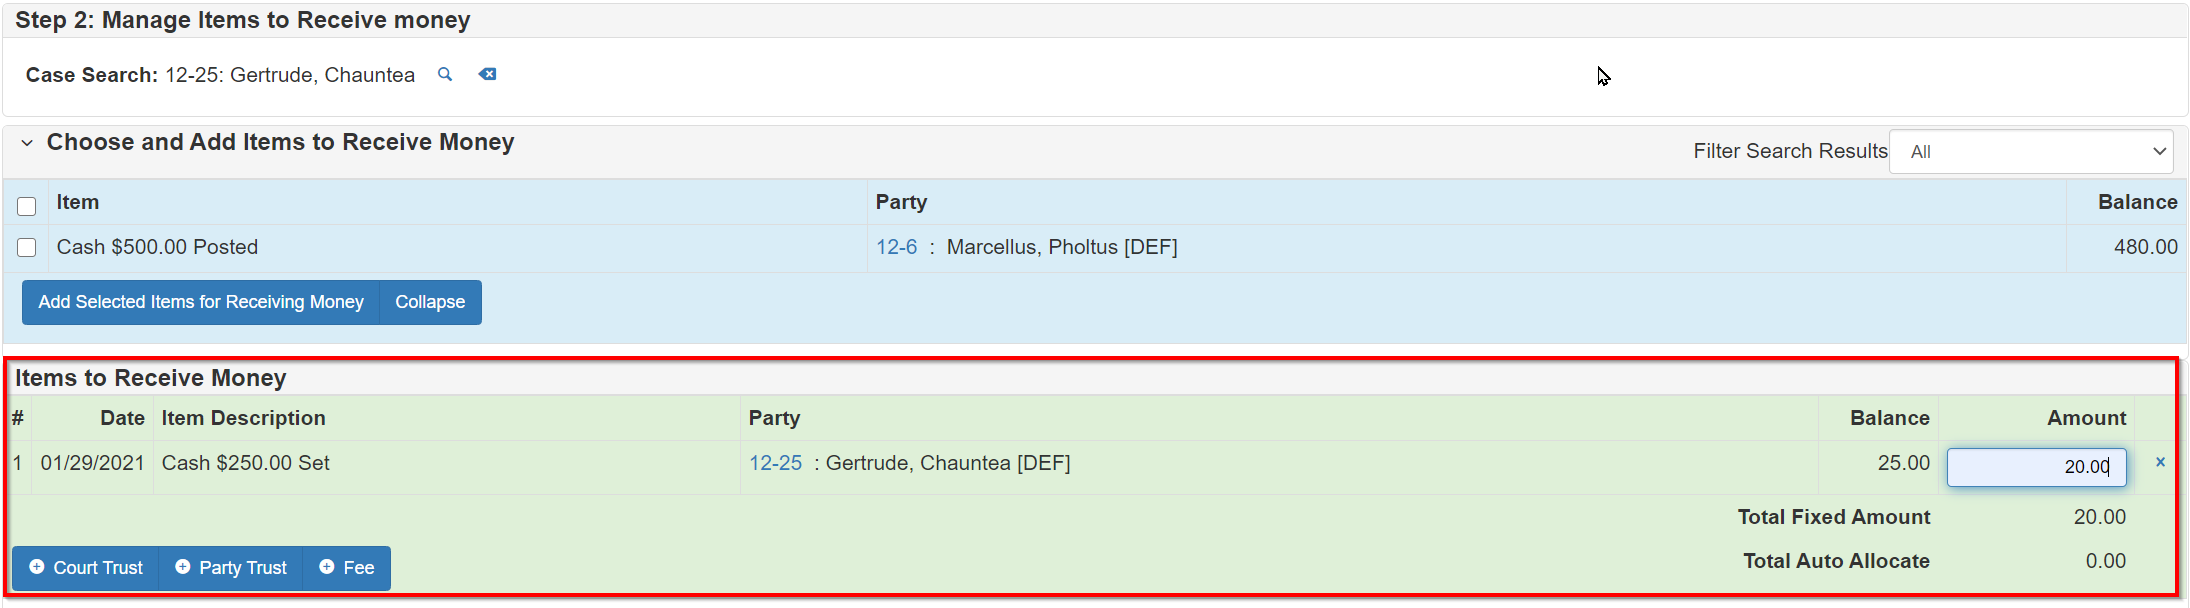 Step 2: Manage Items to Receive money
Case Search: 12-25: Gertrude, Chauntea
Choose and Add Items to Receive Money
Filter Search Results All
Item Party Balance
Cash $500.00 Posted 12-6 : Marcellus, Pholtus [DEF] 480.00
Add Selected Items for Receiving Money Collapse
Items to Receive Money
# Date Item Description Party Balance Amount
1 01/29/2021 Cash $250.00 Set 12-25 : Gertrude, Chauntea [DEF] 25.00 20.00 ×
Total Fixed Amount 20.00
Total Auto Allocate 0.00
Court Trust Party Trust Fee